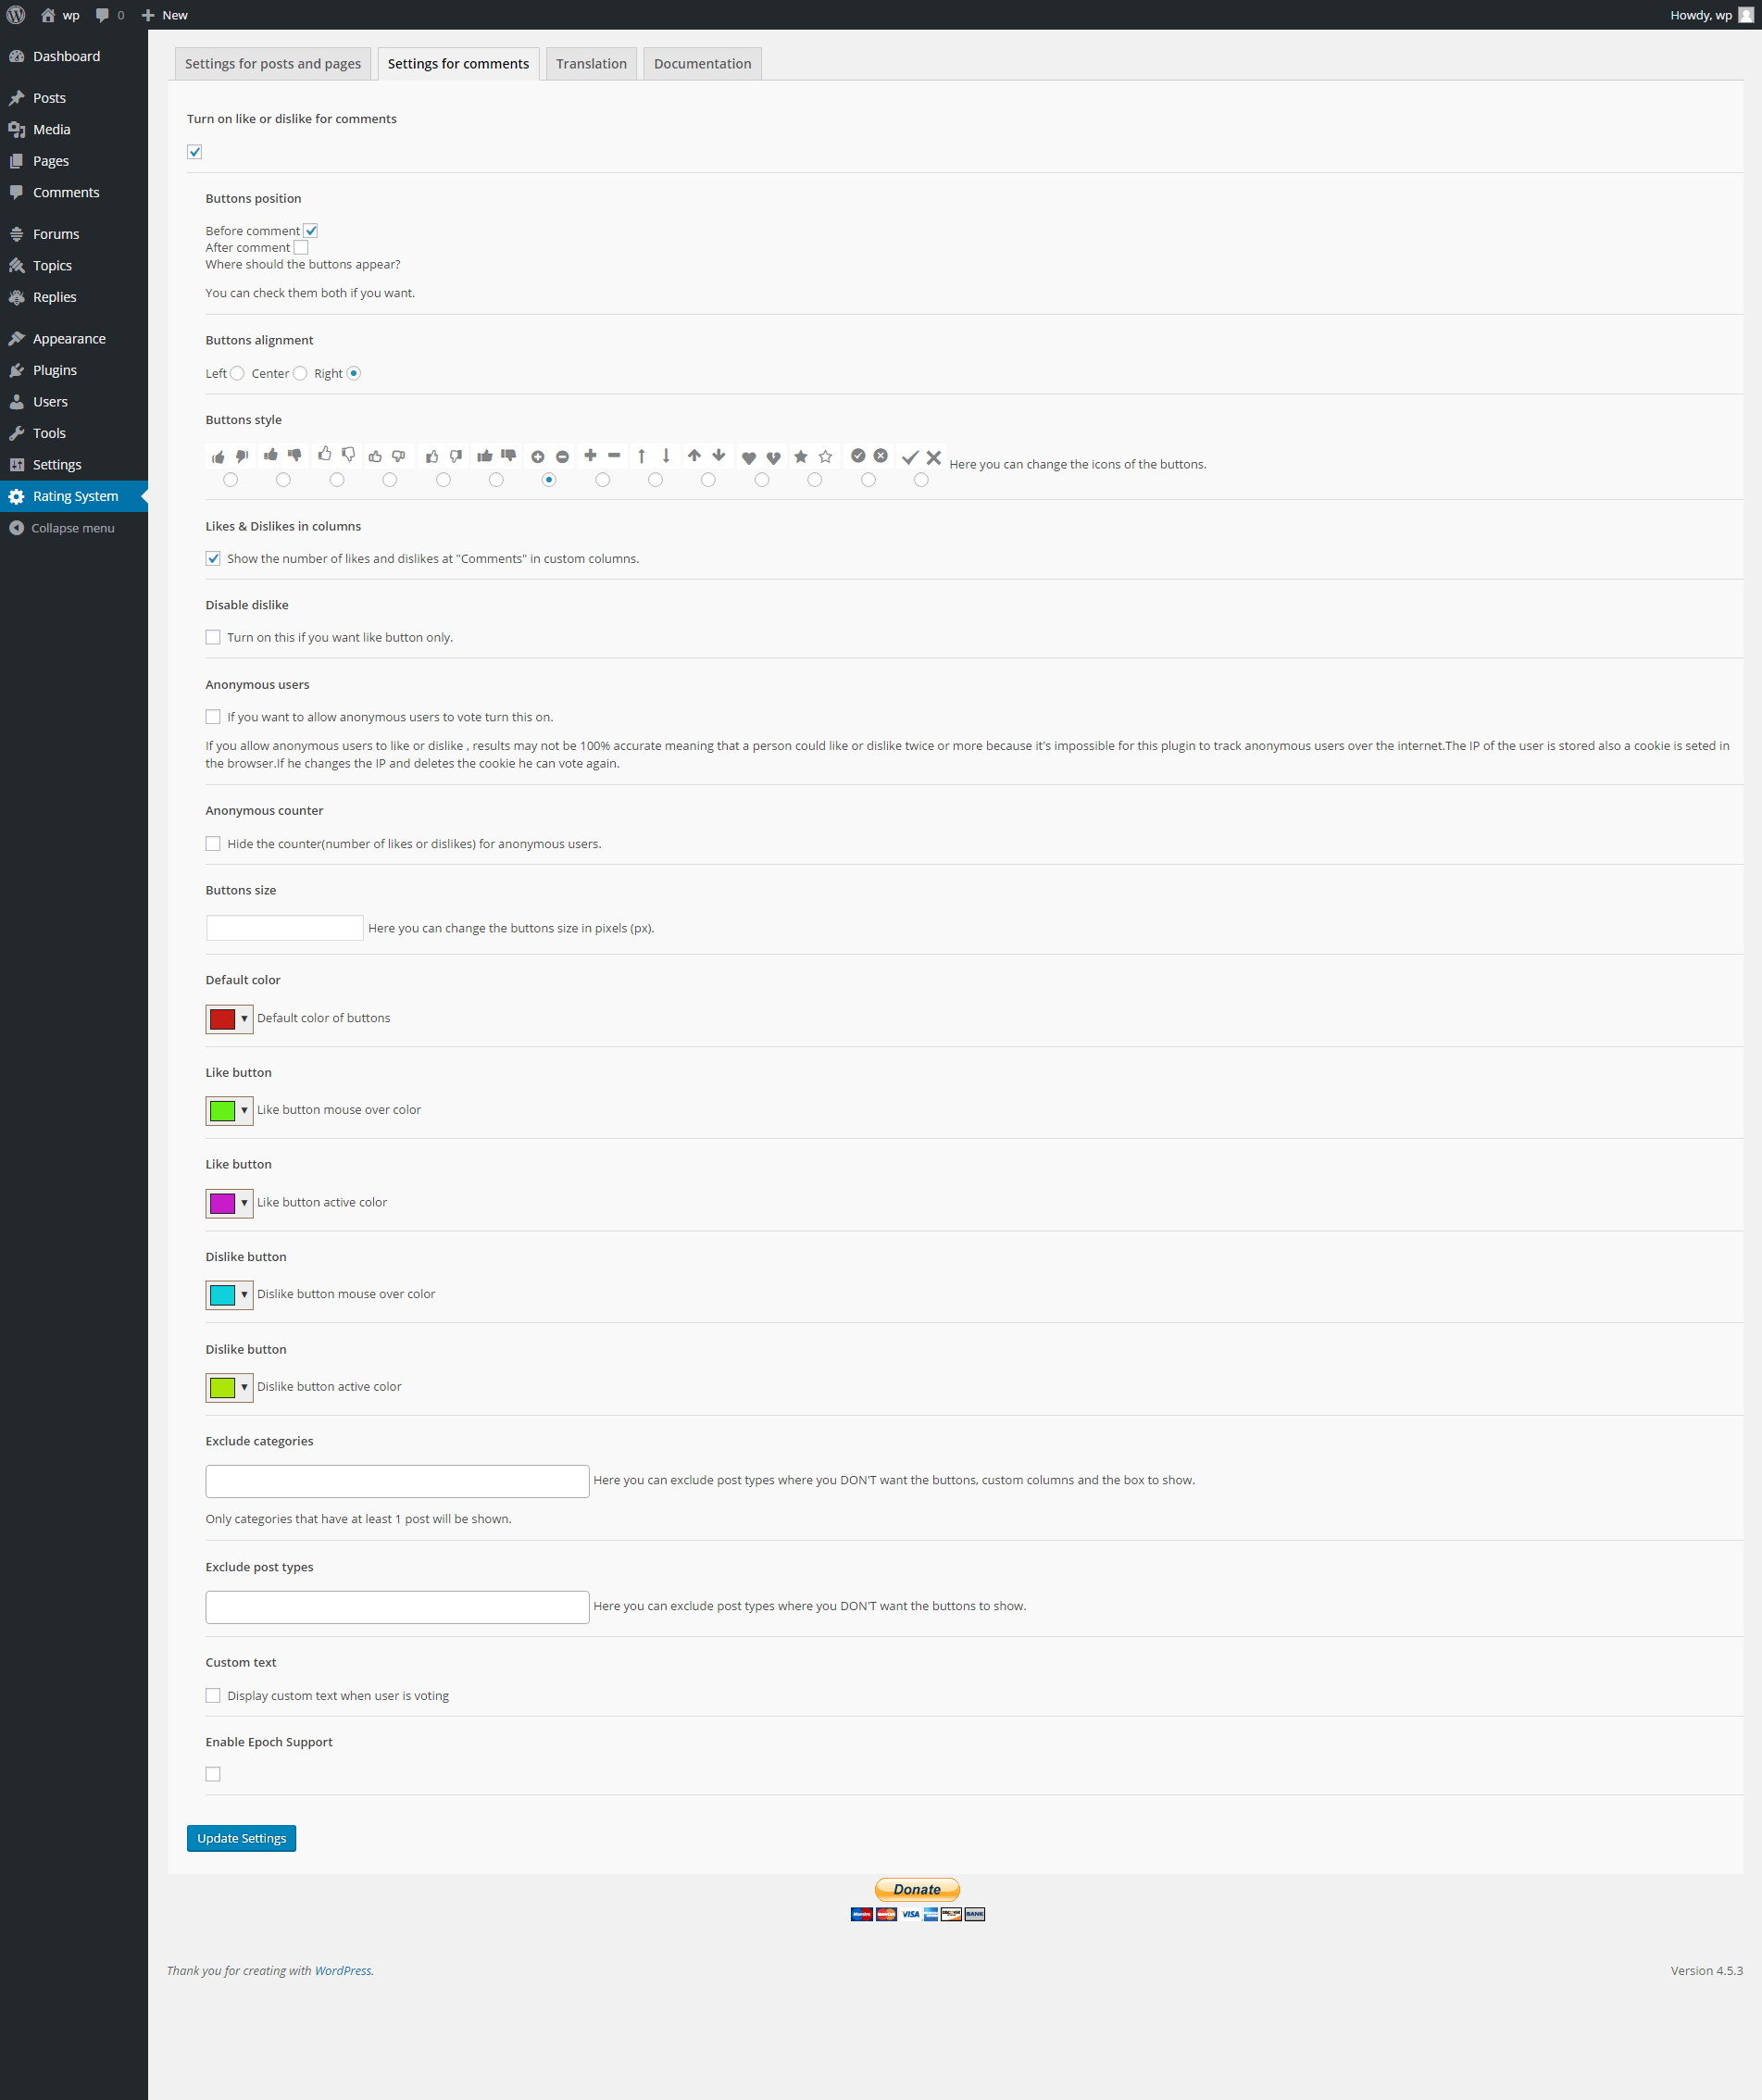 wp 0 New Howdy, wp
Dashboard
Posts
Media
Pages
Comments
Forums
Topics
Replies
Appearance
Plugins
Users
Tools
Settings
Rating System
Collapse menu
Settings for posts and pages Settings for comments Translation Documentation
Turn on like or dislike for comments
Buttons position
Before comment
After comment
Where should the buttons appear?
You can check them both if you want.
Buttons alignment
Left Center Right
Buttons style
Here you can change the icons of the buttons.
Likes & Dislikes in columns
Show the number of likes and dislikes at "Comments" in custom columns.
Disable dislike
Turn on this if you want like button only.
Anonymous users
If you want to allow anonymous users to vote turn this on.
If you allow anonymous users to like or dislike , results may not be 100% accurate meaning that a person could like or dislike twice or more because it's impossible for this plugin to track anonymous users over the internet.The IP of the user is stored also a cookie is seted in
the browser.If he changes the IP and deletes the cookie he can vote again.
Anonymous counter
Hide the counter(number of likes or dislikes) for anonymous users.
Buttons size
Here you can change the buttons size in pixels (px).
Default color
Default color of buttons
Like button
Like button mouse over color
Like button
Like button active color
Dislike button
Dislike button mouse over color
Dislike button
Dislike button active color
Exclude categories
Here you can exclude post types where you DON'T want the buttons, custom columns and the box to show.
Only categories that have at least 1 post will be shown.
Exclude post types
Here you can exclude post types where you DON'T want the buttons to show.
Custom text
Display custom text when user is voting
Enable Epoch Support
Update Settings
Donate
VISA BANK
Thank you for creating with WordPress. Version 4.5.3